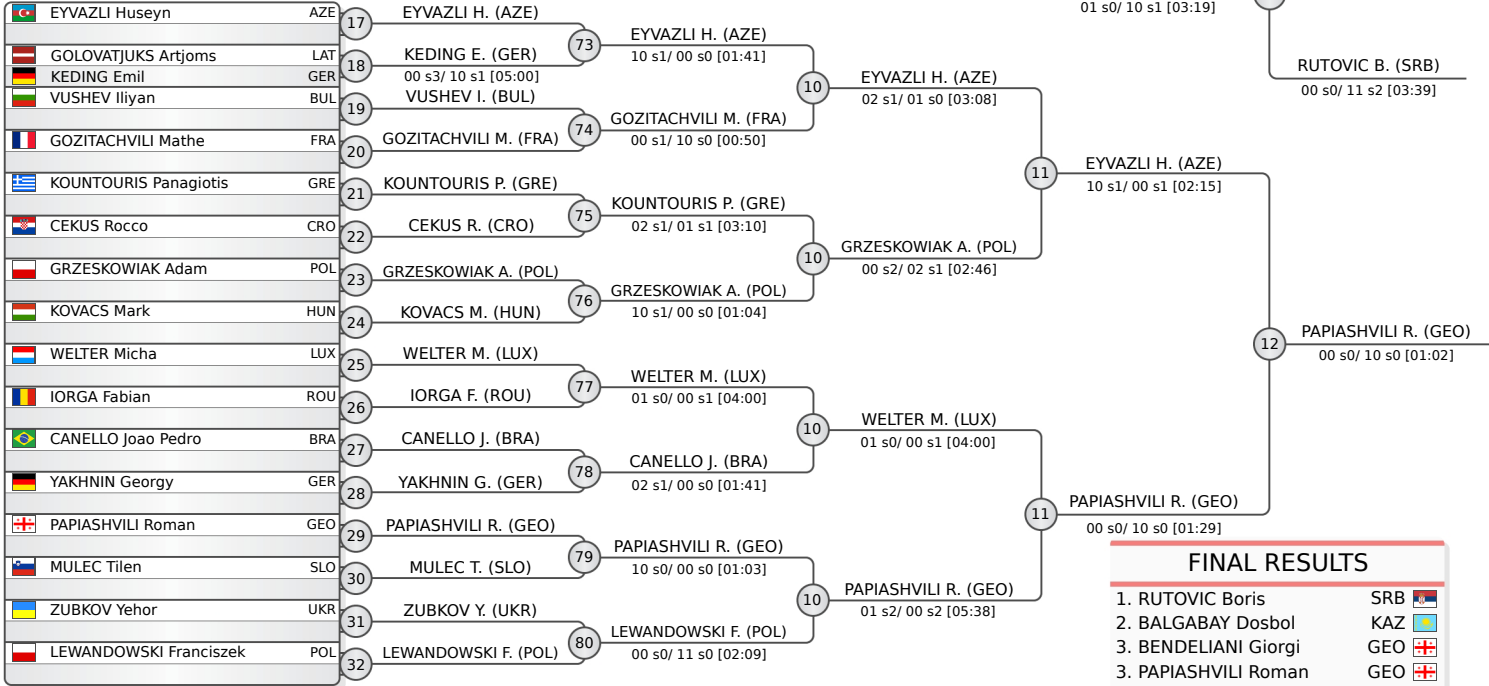 EYVAZLI Huseyn AZE
GOLOVATJUKS Artjoms LAT
KEDING Emil GER
VUSHEV Iliyan BUL
GOZITACHVILI Mathe FRA
KOUNTOURIS Panagiotis GRE
CEKUS Rocco CRO
GRZESKOWIAK Adam POL
KOVACS Mark HUN
WELTER Micha LUX
IORGA Fabian ROU
CANELLO Joao Pedro BRA
YAKHNIN Georgy GER
PAPIASHVILI Roman GEO
MULEC Tilen SLO
ZUBKOV Yehor UKR
LEWANDOWSKI Franciszek POL
17
18
19
20
21
22
23
24
25
26
27
28
29
30
31
32
EYVAZLI H. (AZE)
KEDING E. (GER)
00 s3/ 10 s1 [05:00]
VUSHEV I. (BUL)
GOZITACHVILI M. (FRA)
KOUNTOURIS P. (GRE)
CEKUS R. (CRO)
GRZESKOWIAK A. (POL)
KOVACS M. (HUN)
WELTER M. (LUX)
IORGA F. (ROU)
CANELLO J. (BRA)
YAKHNIN G. (GER)
PAPIASHVILI R. (GEO)
MULEC T. (SLO)
ZUBKOV Y. (UKR)
LEWANDOWSKI F. (POL)
73
74
75
76
77
78
79
80
EYVAZLI H. (AZE)
10 s1/ 00 s0 [01:41]
GOZITACHVILI M. (FRA)
00 s1/ 10 s0 [00:50]
KOUNTOURIS P. (GRE)
02 s1/ 01 s1 [03:10]
GRZESKOWIAK A. (POL)
10 s1/ 00 s0 [01:04]
WELTER M. (LUX)
01 s0/ 00 s1 [04:00]
CANELLO J. (BRA)
02 s1/ 00 s0 [01:41]
PAPIASHVILI R. (GEO)
10 s0/ 00 s0 [01:03]
LEWANDOWSKI F. (POL)
00 s0/ 11 s0 [02:09]
10
10
10
10
EYVAZLI H. (AZE)
02 s1/ 01 s0 [03:08]
GRZESKOWIAK A. (POL)
00 s2/ 02 s1 [02:46]
WELTER M. (LUX)
01 s0/ 00 s1 [04:00]
PAPIASHVILI R. (GEO)
01 s2/ 00 s2 [05:38]
11
11
01 s0/ 10 s1 [03:19]
EYVAZLI H. (AZE)
10 s1/ 00 s1 [02:15]
PAPIASHVILI R. (GEO)
00 s0/ 10 s0 [01:29]
12
RUTOVIC B. (SRB)
00 s0/ 11 s2 [03:39]
PAPIASHVILI R. (GEO)
00 s0/ 10 s0 [01:02]
FINAL RESULTS
1. RUTOVIC Boris SRB
2. BALGABAY Dosbol KAZ
3. BENDELIANI Giorgi GEO
3. PAPIASHVILI Roman GEO